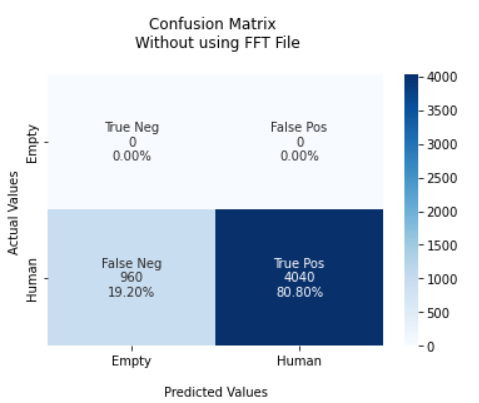 Confusion Matrix
Without using FFT File
Actual Values
Empty
Human
True Neg
0
0.00%
False Pos
0
0.00%
False Neg
960
19.20%
True Pos
4040
80.80%
Empty
Human
Predicted Values
4000
3500
3000
2500
2000
1500
1000
500
0